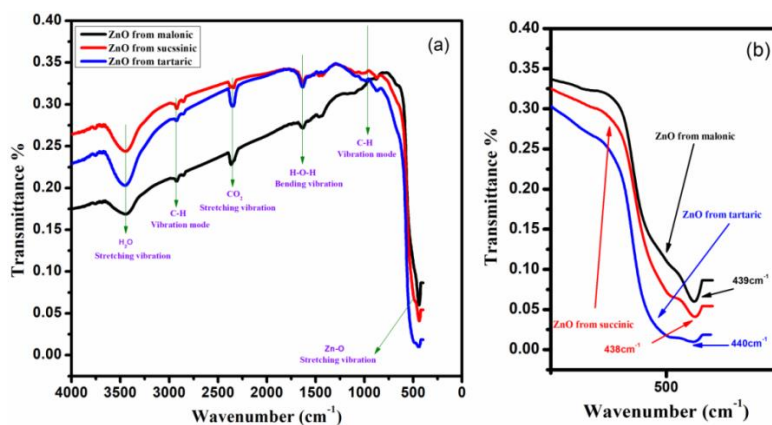 (a)
ZnO from malonic
ZnO from sucssinic
ZnO from tartaric
H2O
Stretching vibration
C-H
Vibration mode
CO2
Stretching vibration
H-O-H
Bending vibration
C-H
Vibration mode
Zn-O
Stretching vibration
Transmittance %
0.40
0.35
0.30
0.25
0.20
0.15
0.10
0.05
0.00
4000 3500 3000 2500 2000 1500 1000 500 0
Wavenumber (cm-1)
(b)
ZnO from malonic
ZnO from tartaric
ZnO from succinic
439cm-1
438cm-1
440cm-1
Transmittance %
0.40
0.35
0.30
0.25
0.20
0.15
0.10
0.05
0.00
500
Wavenumber (cm-1)